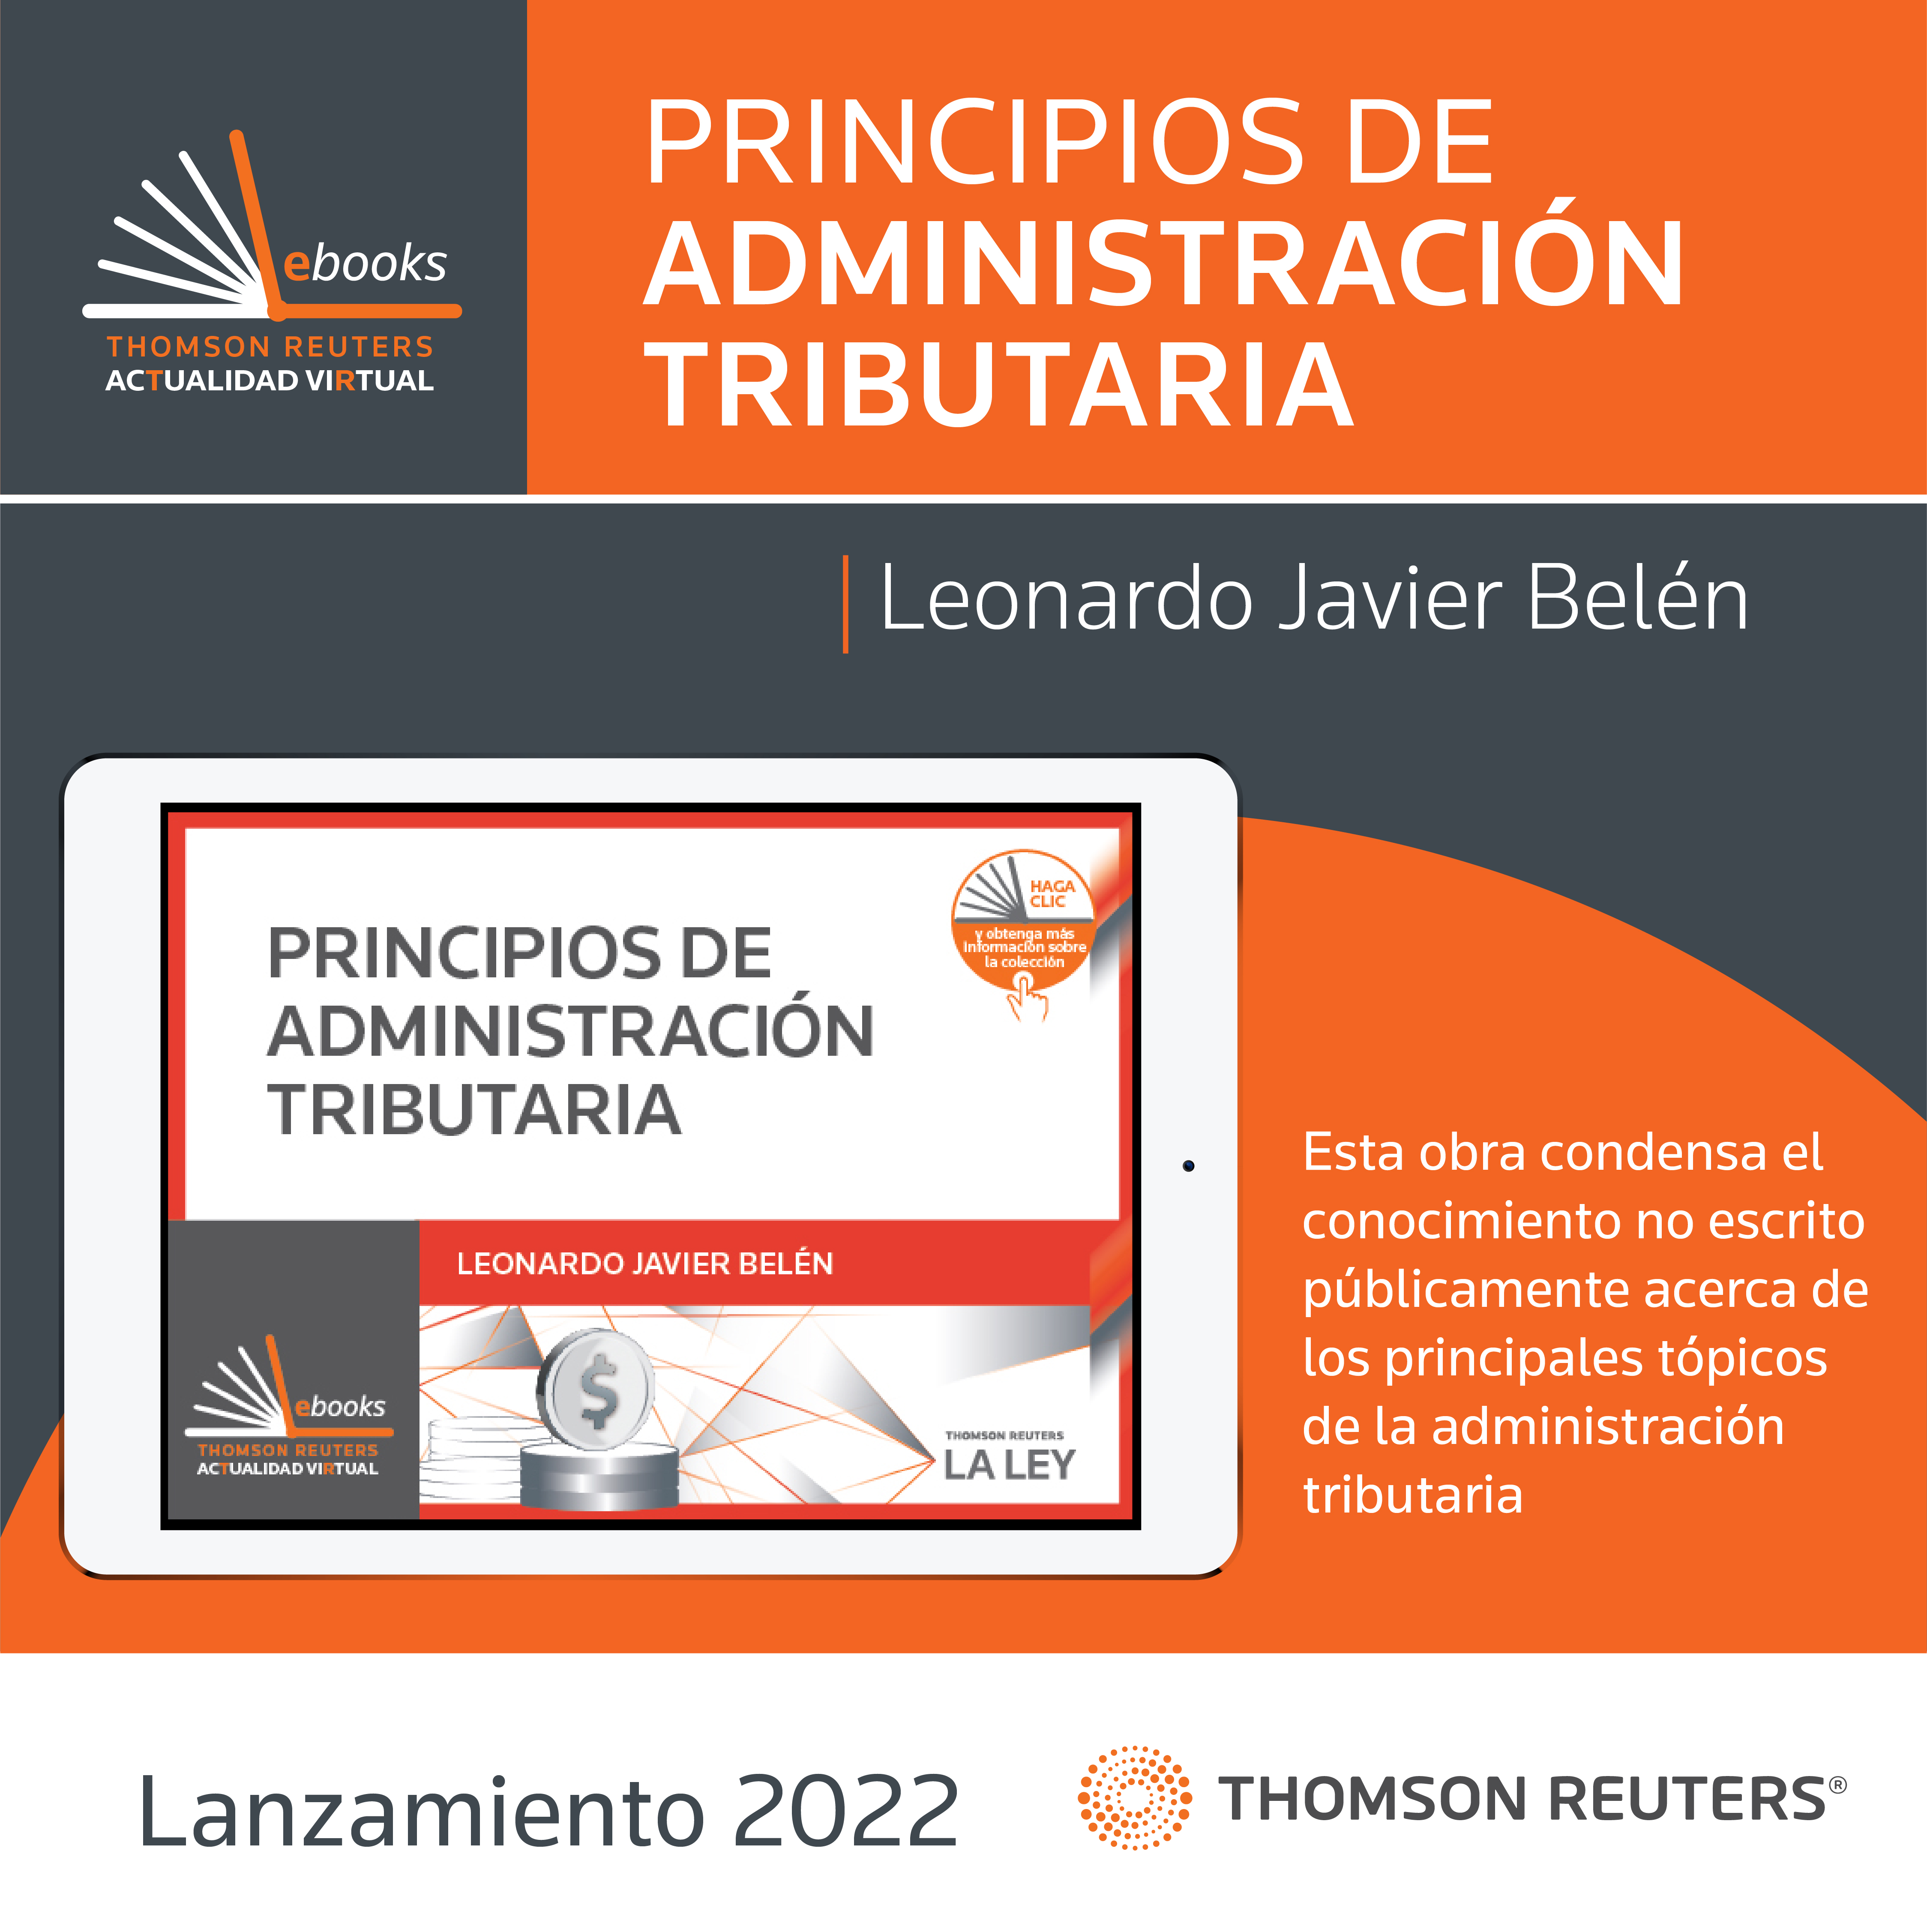 ebooks
THOMSON REUTERS
ACTUALIDAD VIRTUAL
PRINCIPIOS DE
ADMINISTRACIÓN
TRIBUTARIA
Leonardo Javier Belén
PRINCIPIOS DE
ADMINISTRACIÓN
TRIBUTARIA
HAGA
CLIC
y obtenga más
información sobre
la colección
LEONARDO JAVIER BELÉN
ebooks
THOMSON REUTERS
ACTUALIDAD VIRTUAL
$
THOMSON REUTERS
LA LEY
Esta obra condensa el
conocimiento no escrito
públicamente acerca de
los principales tópicos
de la administración
tributaria
Lanzamiento 2022
THOMSON REUTERS®